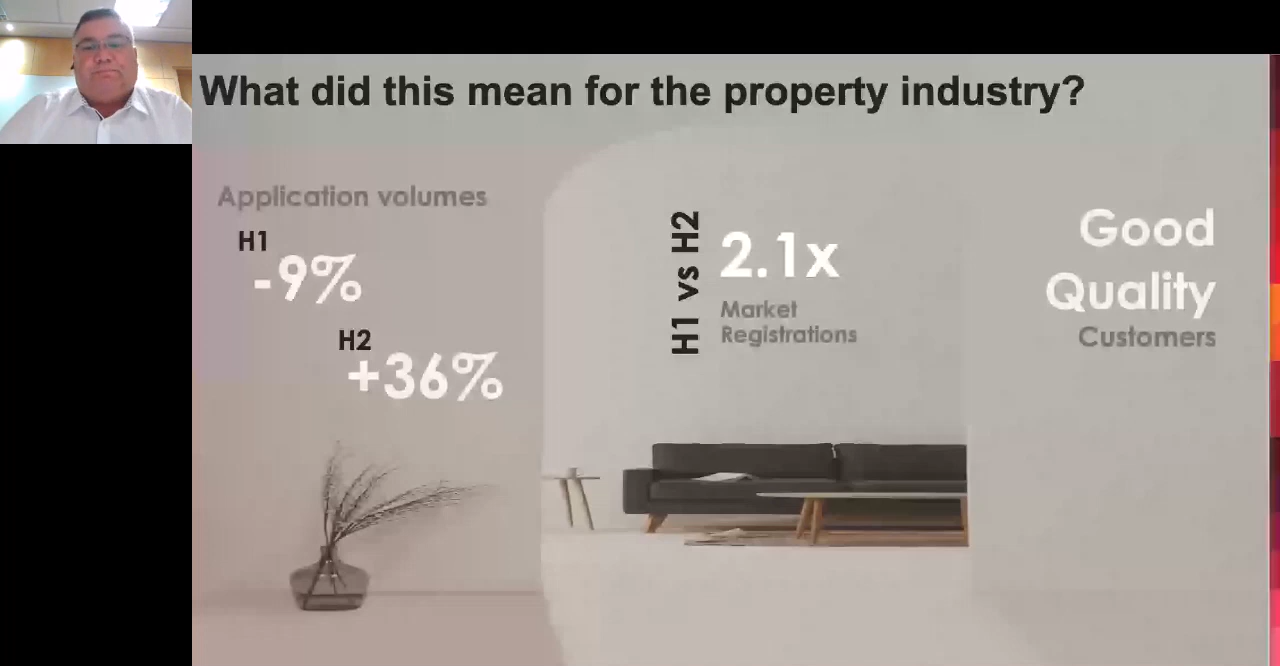 What did this mean for the property industry?
Application volumes
H1
-9%
H2
+36%
H1 vs H2
2.1x
Market
Registrations
Good
Quality
Customers